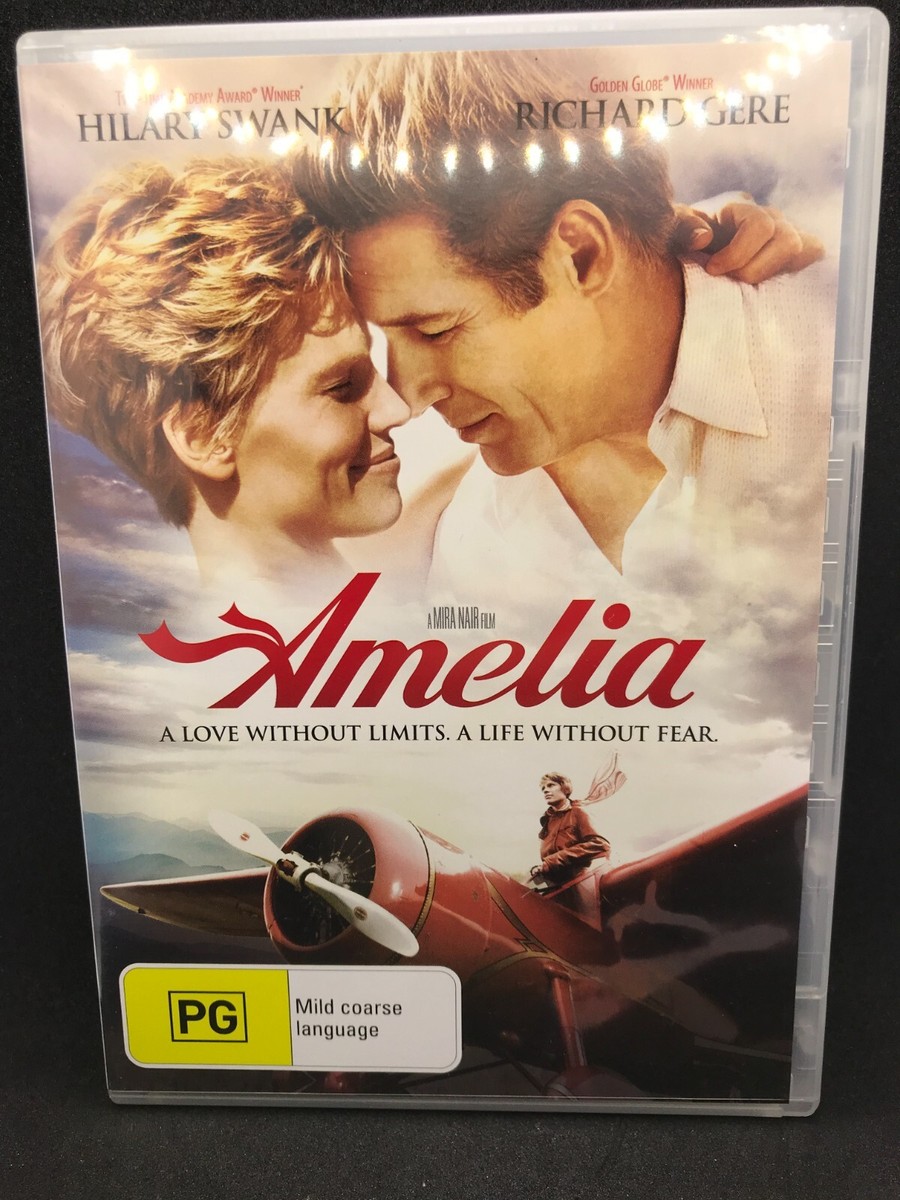 ACADEMY AWARD® WINNER
HILARY SWANK
GOLDEN GLOBE® WINNER
RICHARD GERE
A MIRA NAIR FILM
Amelia
A LOVE WITHOUT LIMITS. A LIFE WITHOUT FEAR.
PG
Mild coarse
language